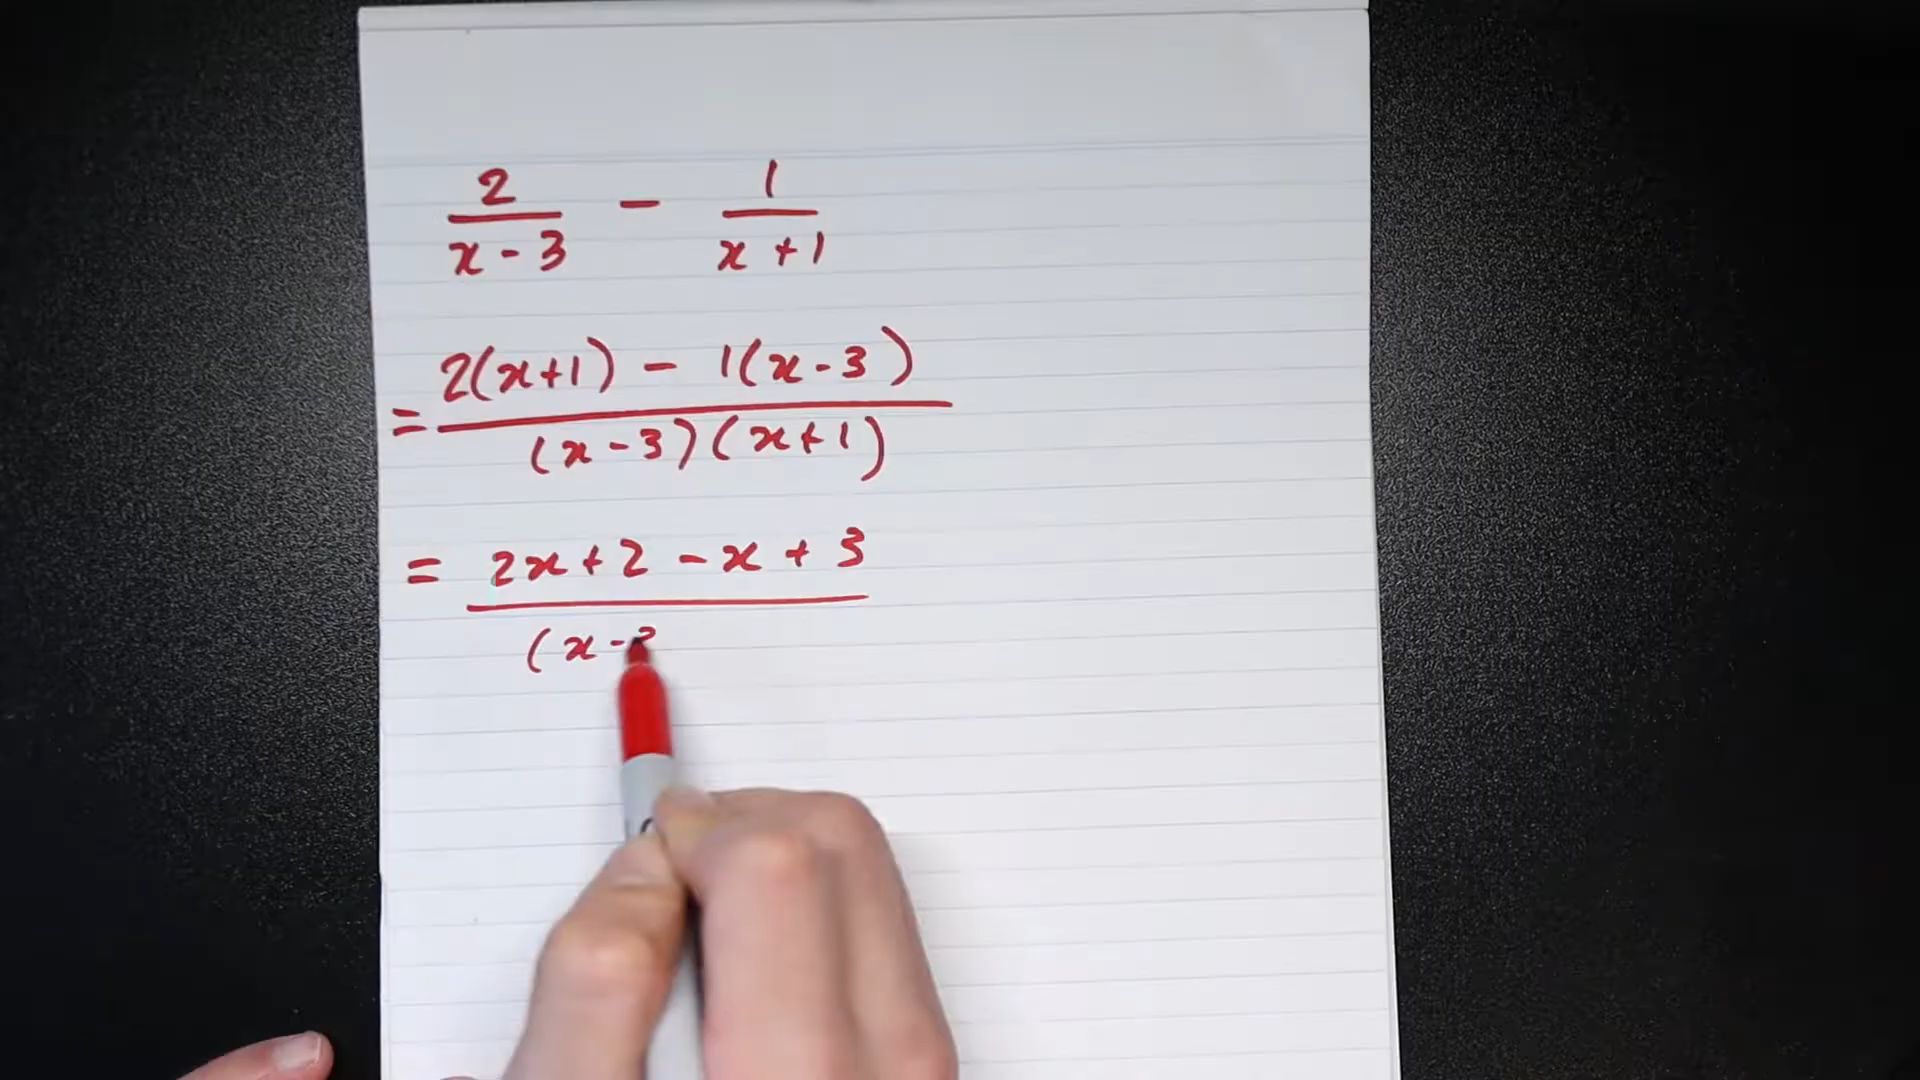 2/(x - 3) - 1/(x + 1)
= (2(x+1) - 1(x-3))/((x-3)(x+1))
= 2x+2 -x + 3
(x-